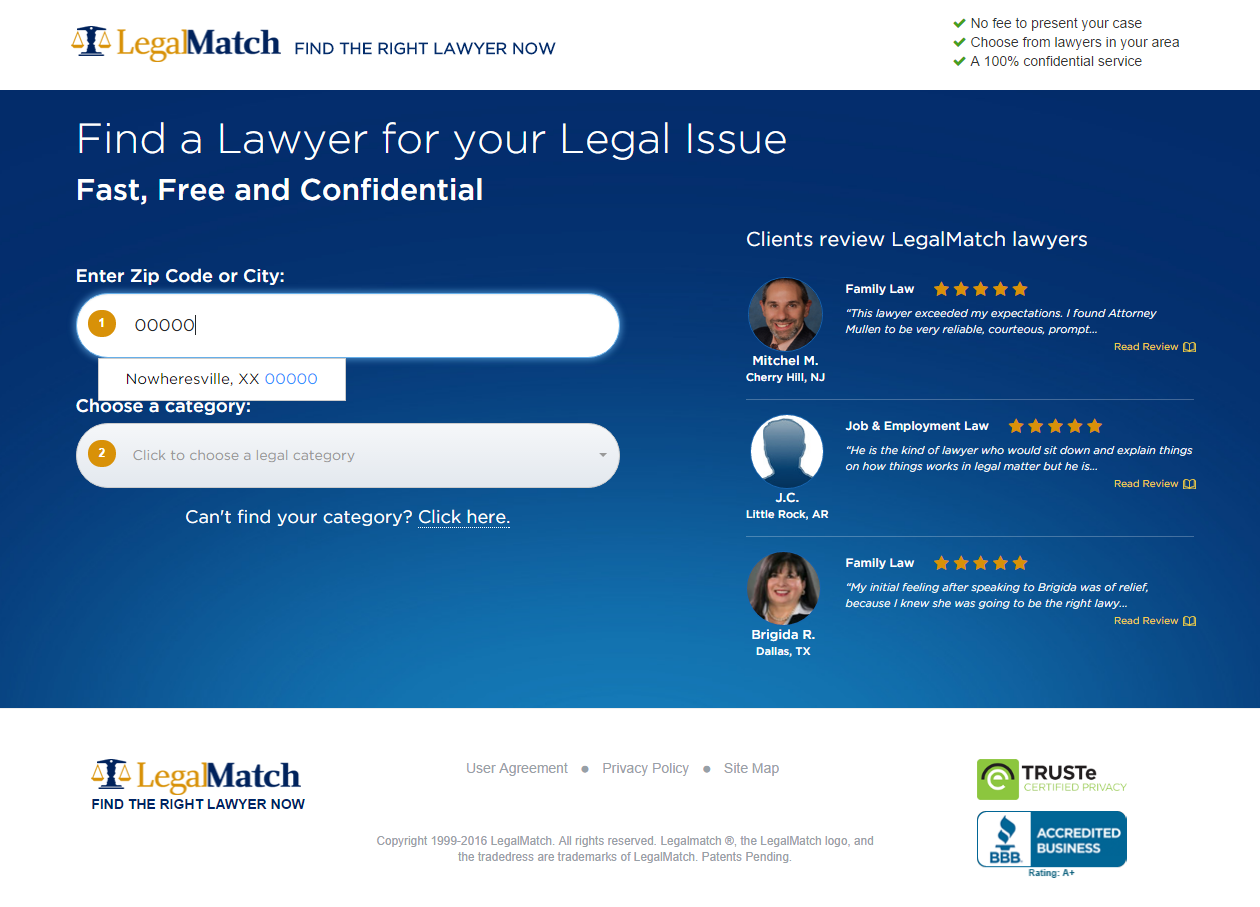 LegalMatch FIND THE RIGHT LAWYER NOW
No fee to present your case
Choose from lawyers in your area
A 100% confidential service
Find a Lawyer for your Legal Issue
Fast, Free and Confidential
Enter Zip Code or City:
1 00000
Nowheresville, XX 00000
Choose a category:
2 Click to choose a legal category
Can't find your category? Click here.
Clients review LegalMatch lawyers
Family Law
“This lawyer exceeded my expectations. I found Attorney
Mullen to be very reliable, courteous, prompt...
Read Review
Mitchel M.
Cherry Hill, NJ
Job & Employment Law
“He is the kind of lawyer who would sit down and explain things
on how things works in legal matter but he is...
Read Review
J.C.
Little Rock, AR
Family Law
“My initial feeling after speaking to Brigida was of relief,
because I knew she was going to be the right lawy...
Read Review
Brigida R.
Dallas, TX
LegalMatch
FIND THE RIGHT LAWYER NOW
User Agreement ● Privacy Policy ● Site Map
Copyright 1999-2016 LegalMatch. All rights reserved. Legalmatch ®, the LegalMatch logo, and
the tradedress are trademarks of LegalMatch. Patents Pending.
TRUSTe
CERTIFIED PRIVACY
BBB.
ACCREDITED
BUSINESS
Rating: A+